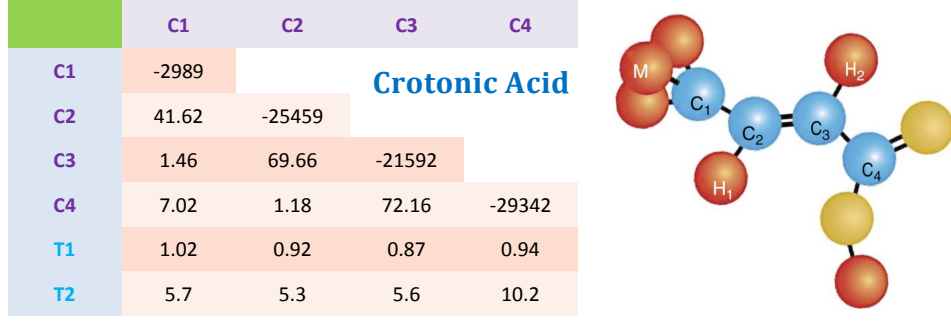 C1 C2 C3 C4
C1 -2989
Crotonic Acid
C2 41.62 -25459
C3 1.46 69.66 -21592
C4 7.02 1.18 72.16 -29342
T1 1.02 0.92 0.87 0.94
T2 5.7 5.3 5.6 10.2
M
H2
C1
C2
C3
C4
H1